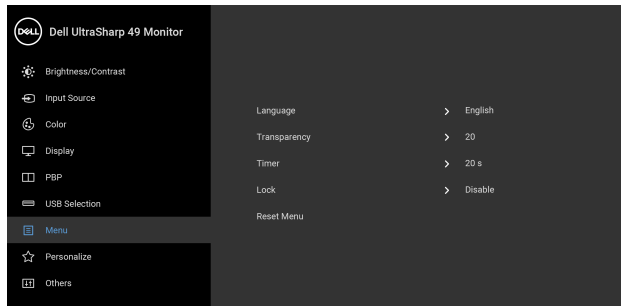 DELL Dell UltraSharp 49 Monitor
Brightness/Contrast
Input Source
Color
Display
PBP
USB Selection
Menu
Personalize
Others
Language > English
Transparency > 20
Timer > 20 s
Lock > Disable
Reset Menu